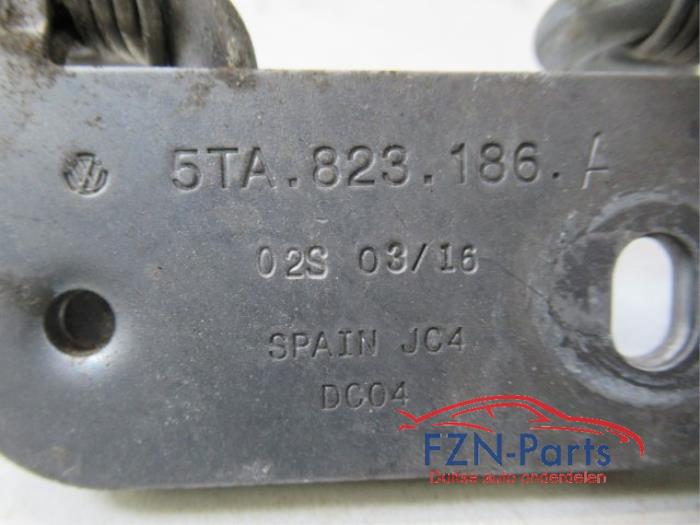 5TA.823.186.A
02S 03/16
SPAIN JC4
DC04
FZN-Parts
Duitse auto onderdelen